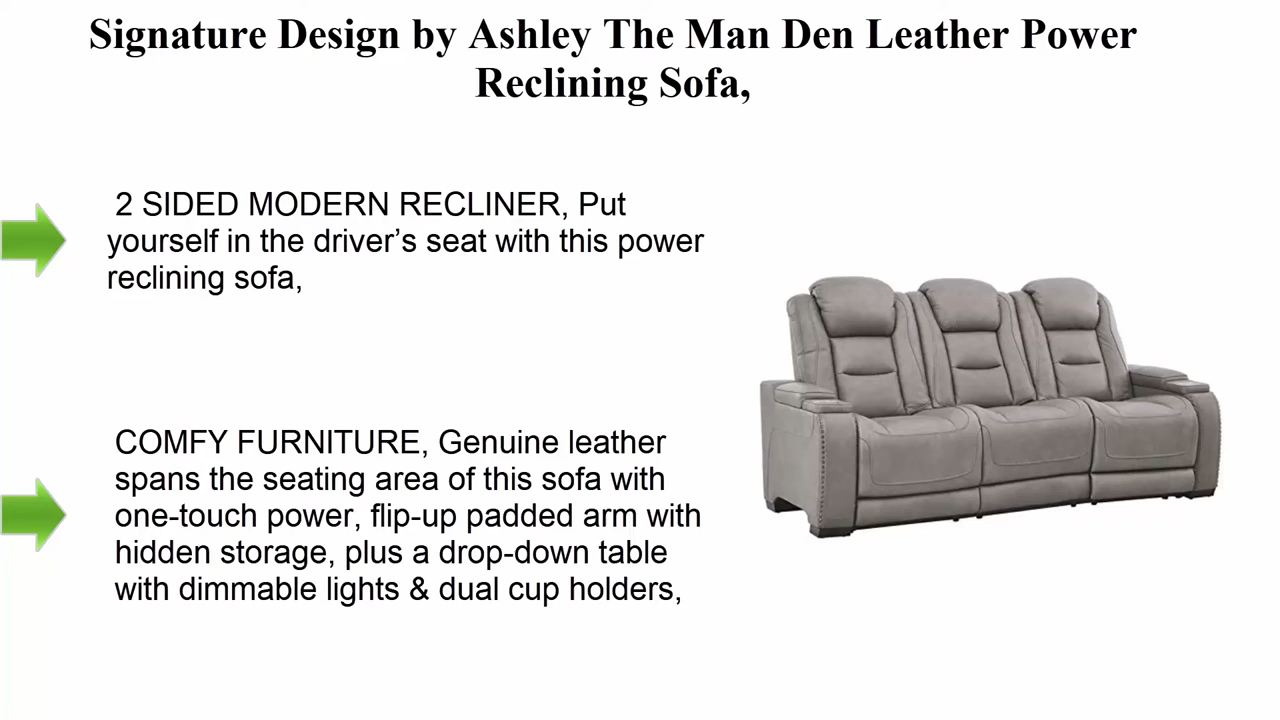 Signature Design by Ashley The Man Den Leather Power
Reclining Sofa,
2 SIDED MODERN RECLINER, Put
yourself in the driver’s seat with this power
reclining sofa,
COMFY FURNITURE, Genuine leather
spans the seating area of this sofa with
one-touch power, flip-up padded arm with
hidden storage, plus a drop-down table
with dimmable lights & dual cup holders,